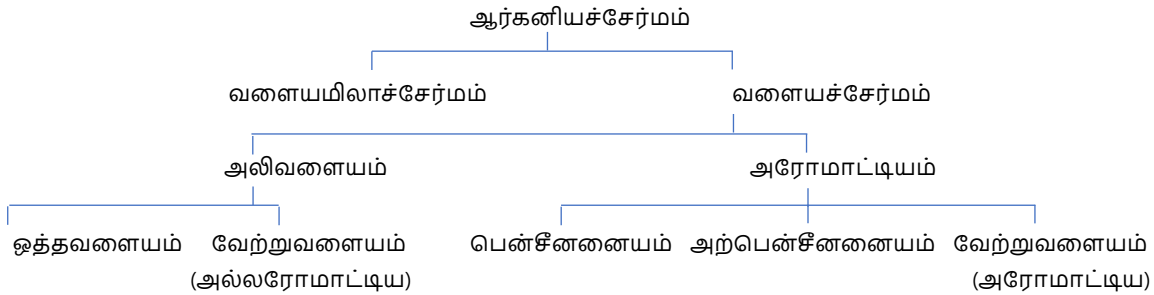 ஆர்கனியச்சேர்மம்
வளையமிலாச்சேர்மம் வளையச்சேர்மம்
அலிவளையம் அரோமாட்டியம்
ஒத்தவளையம் வேற்றுவளையம் பென்சீனனையம் அற்பென்சீனனையம் வேற்றுவளையம்
(அல்லரோமாட்டிய) (அரோமாட்டிய)